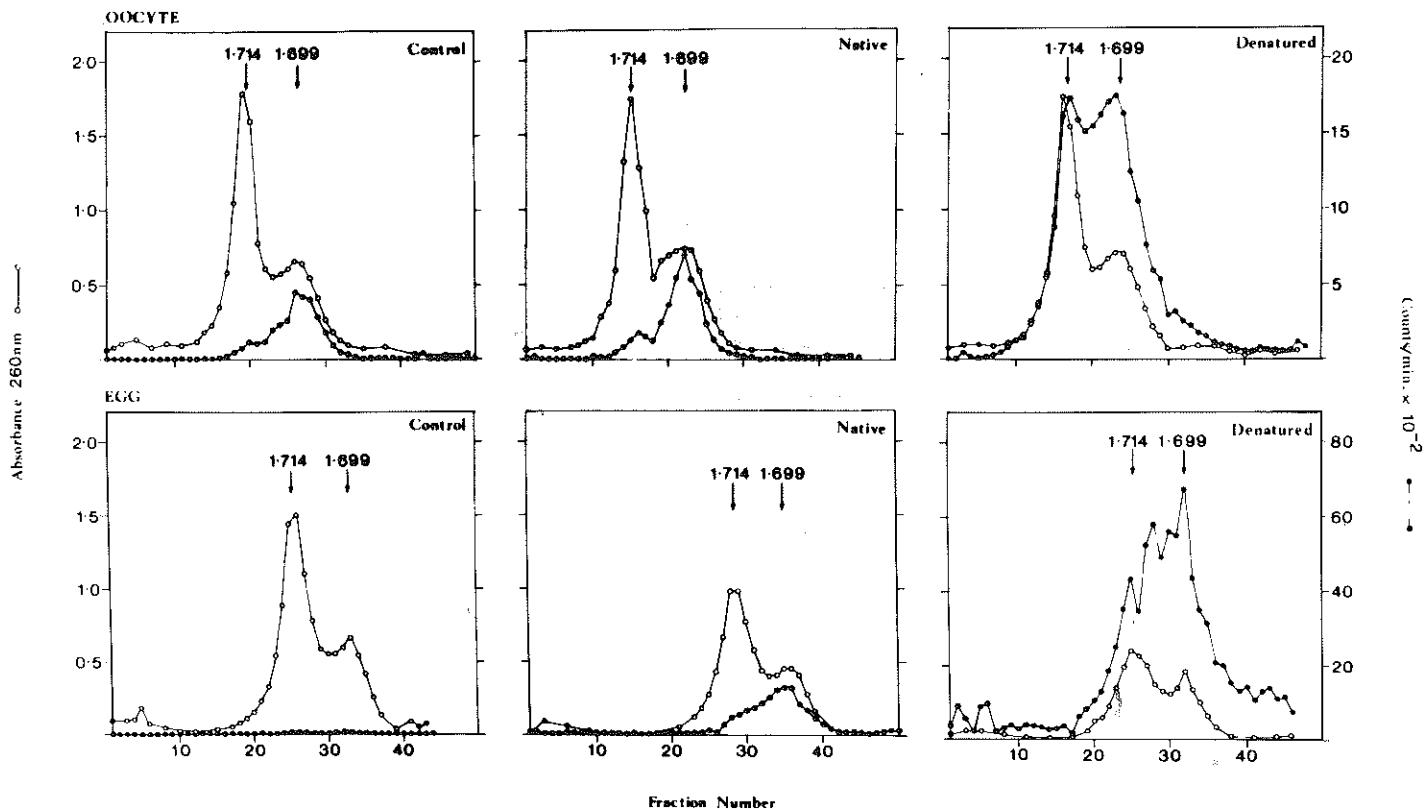 OOCYTE
Control
1·714 1·699
Native
1·714 1·699
Denatured
1·714 1·699
2·0
1·5
1·0
0·5
20
15
10
5
EGG
Control
1·714 1·699
Native
1·714 1·699
Denatured
1·714 1·699
2·0
1·5
1·0
0·5
80
60
40
20
10 20 30 40
10 20 30 40
10 20 30 40
Absorbance 260nm
Fraction Number
Count/min. × 10⁻²